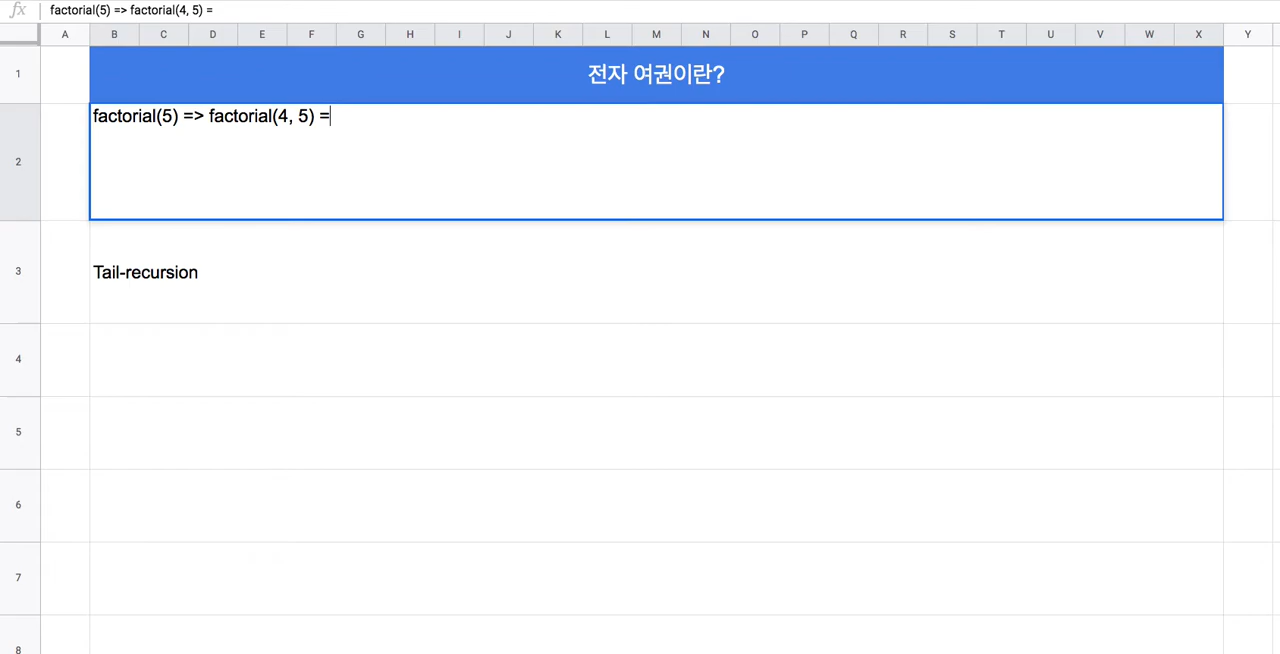 fx factorial(5) => factorial(4, 5) =
A B C D E F G H I J K L M N O P Q R S T U V W X Y
1 전자 여권이란?
2 factorial(5) => factorial(4, 5) =
3 Tail-recursion
4
5
6
7
8